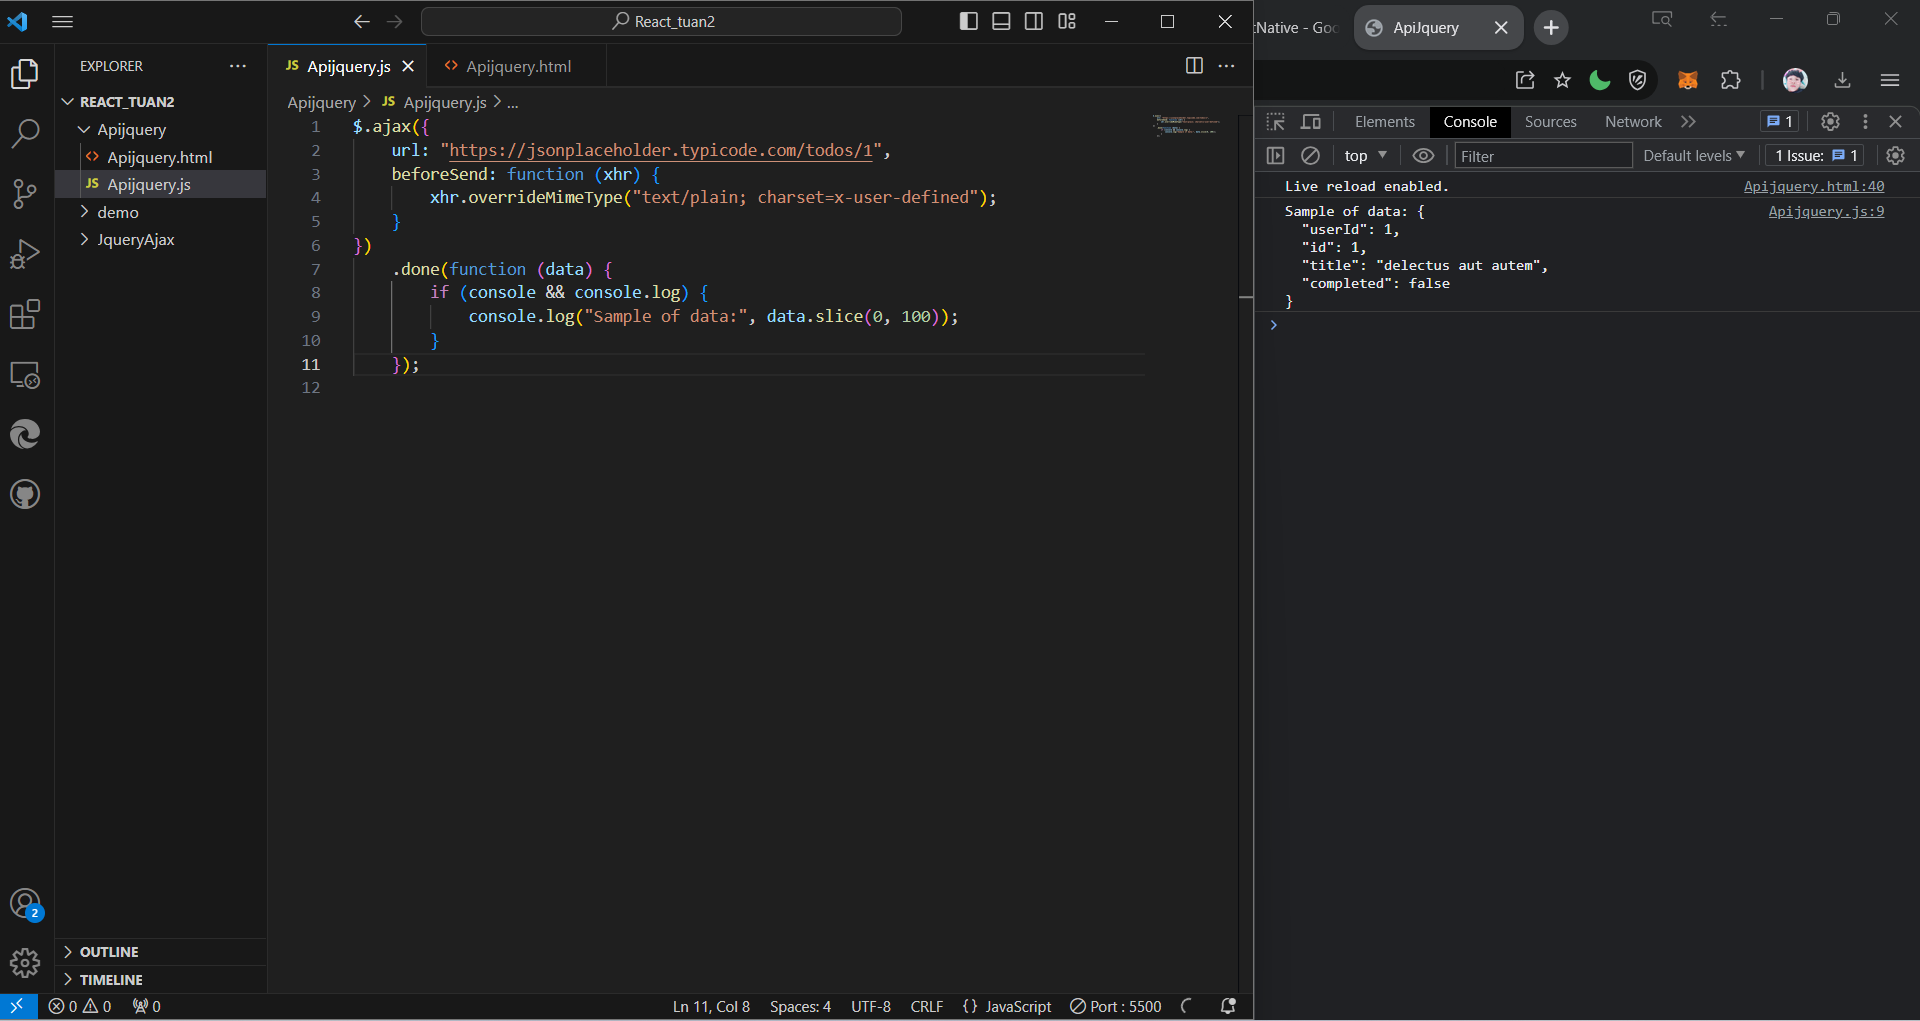 React_tuan2
EXPLORER
REACT_TUAN2
Apijquery
Apijquery.html
Apijquery.js
demo
JqueryAjax
OUTLINE
TIMELINE
2
JS Apijquery.js
Apijquery.html
Apijquery > JS Apijquery.js > ...
1 $.ajax({
2 url: "https://jsonplaceholder.typicode.com/todos/1",
3 beforeSend: function (xhr) {
4 xhr.overrideMimeType("text/plain; charset=x-user-defined");
5 }
6 })
7 .done(function (data) {
8 if (console && console.log) {
9 console.log("Sample of data:", data.slice(0, 100));
10 }
11 });
12
0 0 0
Ln 11, Col 8 Spaces: 4 UTF-8 CRLF {} JavaScript Port : 5500
tNative - Goo
ApiJquery
Elements Console Sources Network 1
top Filter Default levels 1 Issue: 1
Live reload enabled. Apijquery.html:40
Sample of data: { Apijquery.js:9
"userId": 1,
"id": 1,
"title": "delectus aut autem",
"completed": false
}